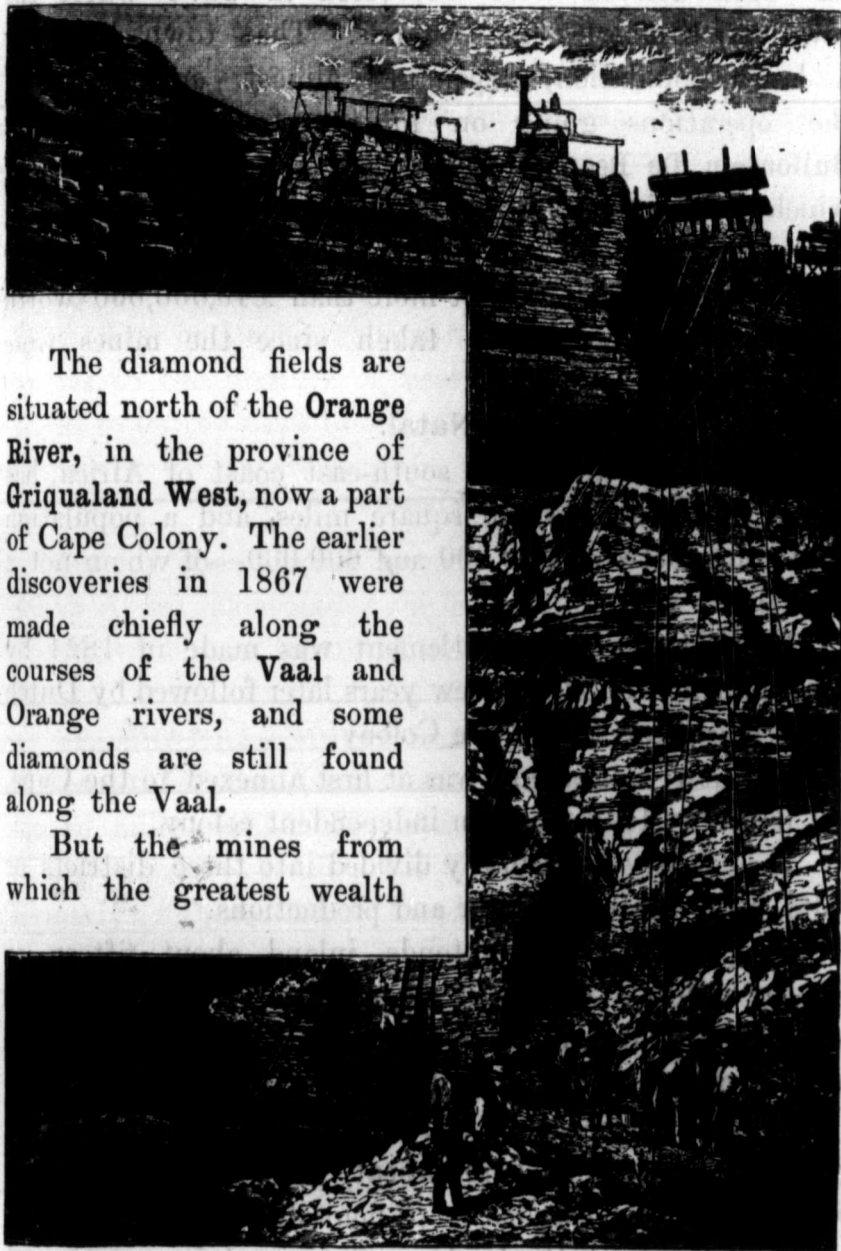 The diamond fields are
situated north of the Orange
River, in the province of
Griqualand West, now a part
of Cape Colony. The earlier
discoveries in 1867 were
made chiefly along the
courses of the Vaal and
Orange rivers, and some
diamonds are still found
along the Vaal.
But the mines from
which the greatest wealth